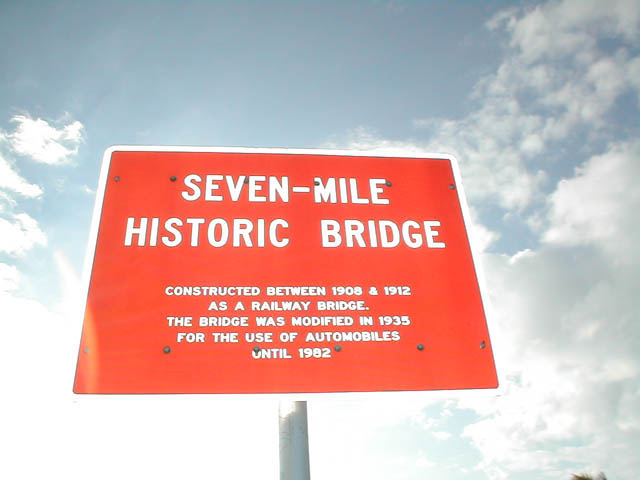 SEVEN-MILE
HISTORIC BRIDGE
CONSTRUCTED BETWEEN 1908 & 1912
AS A RAILWAY BRIDGE.
THE BRIDGE WAS MODIFIED IN 1935
FOR THE USE OF AUTOMOBILES
UNTIL 1982